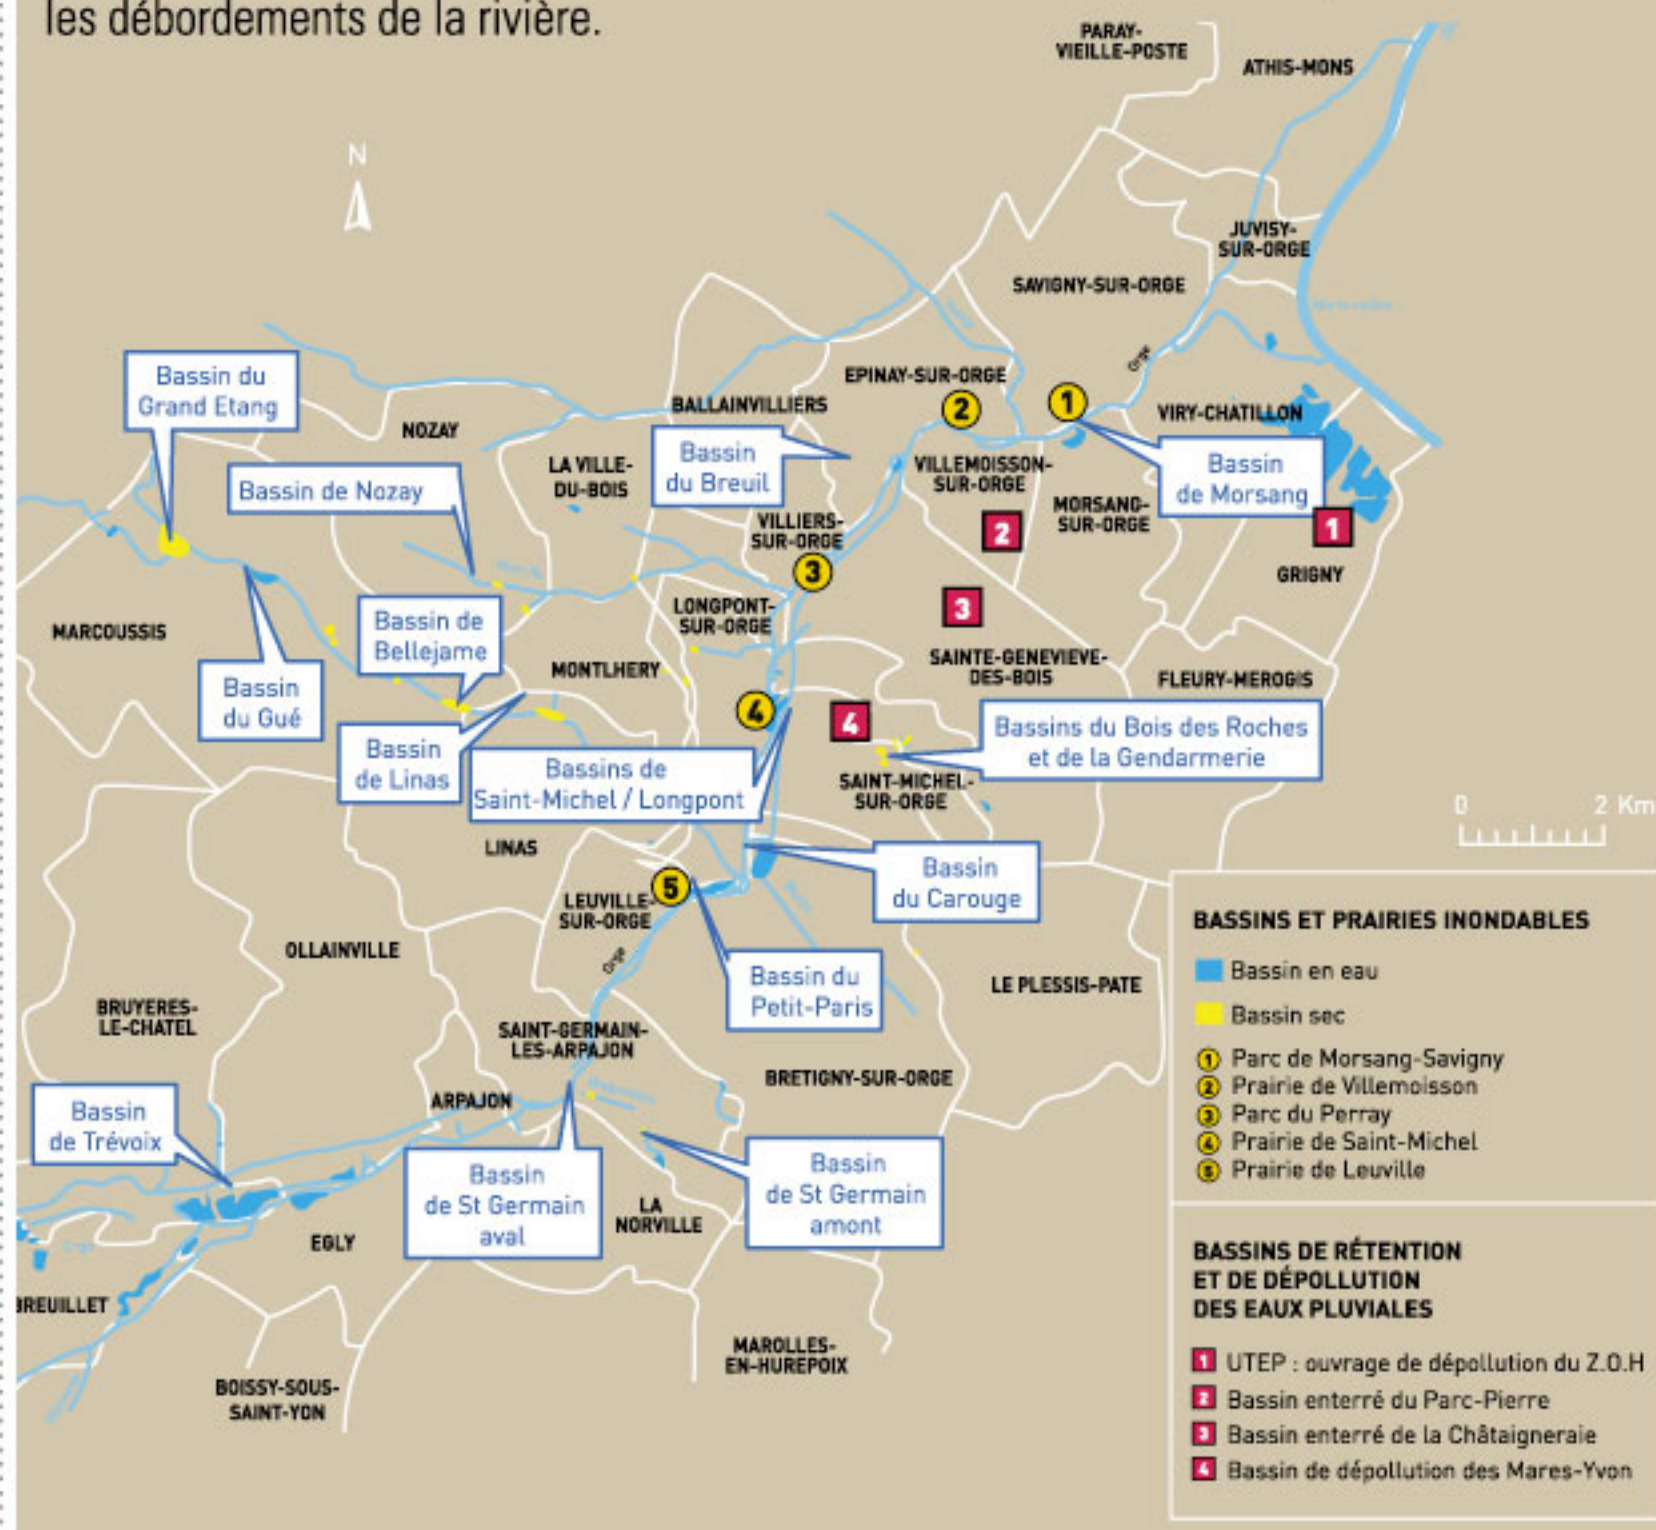 les débordements de la rivière.
PARAY-
VIEILLE-POSTE
ATHIS-MONS
N
JUVISY-
SUR-ORGE
SAVIGNY-SUR-ORGE
Orge
Bassin du
Grand Etang
EPINAY-SUR-ORGE
2
1
BALLAINVILLIERS
VIRY-CHATILLON
NOZAY
Bassin
du Breuil
LA VILLE-
DU-BOIS
VILLEMOISSON-
SUR-ORGE
Bassin
de Morsang
Bassin de Nozay
MORSANG-
SUR-ORGE
VILLIERS-
SUR-ORGE
2
1
3
GRIGNY
3
LONGPONT-
SUR-ORGE
MARCOUSSIS
Bassin de
Bellejame
MONTLHERY
SAINTE-GENEVIEVE-
DES-BOIS
FLEURY-MEROGIS
Bassin
du Gué
4
4
Bassins du Bois des Roches
et de la Gendarmerie
Bassin
de Linas
Bassins de
Saint-Michel / Longpont
SAINT-MICHEL-
SUR-ORGE
0 2 Km
LINAS
Bassin
du Carouge
5
LEUVILLE-
SUR-ORGE
Orge
OLLAINVILLE
Bassin du
Petit-Paris
LE PLESSIS-PATE
BRUYERES-
LE-CHATEL
SAINT-GERMAIN-
LES-ARPAJON
BRETIGNY-SUR-ORGE
ARPAJON
Bassin
de Trévoix
Bassin
de St Germain
aval
Bassin
de St Germain
amont
LA
NORVILLE
EGLY
Orge
BREUILLET
MAROLLES-
EN-HUREPOIX
BOISSY-SOUS-
SAINT-YON
BASSINS ET PRAIRIES INONDABLES
Bassin en eau
Bassin sec
1 Parc de Morsang-Savigny
2 Prairie de Villemoisson
3 Parc du Perray
4 Prairie de Saint-Michel
5 Prairie de Leuville
BASSINS DE RÉTENTION
ET DE DÉPOLLUTION
DES EAUX PLUVIALES
1 UTEP : ouvrage de dépollution du Z.O.H
2 Bassin enterré du Parc-Pierre
3 Bassin enterré de la Châtaigneraie
4 Bassin de dépollution des Mares-Yvon